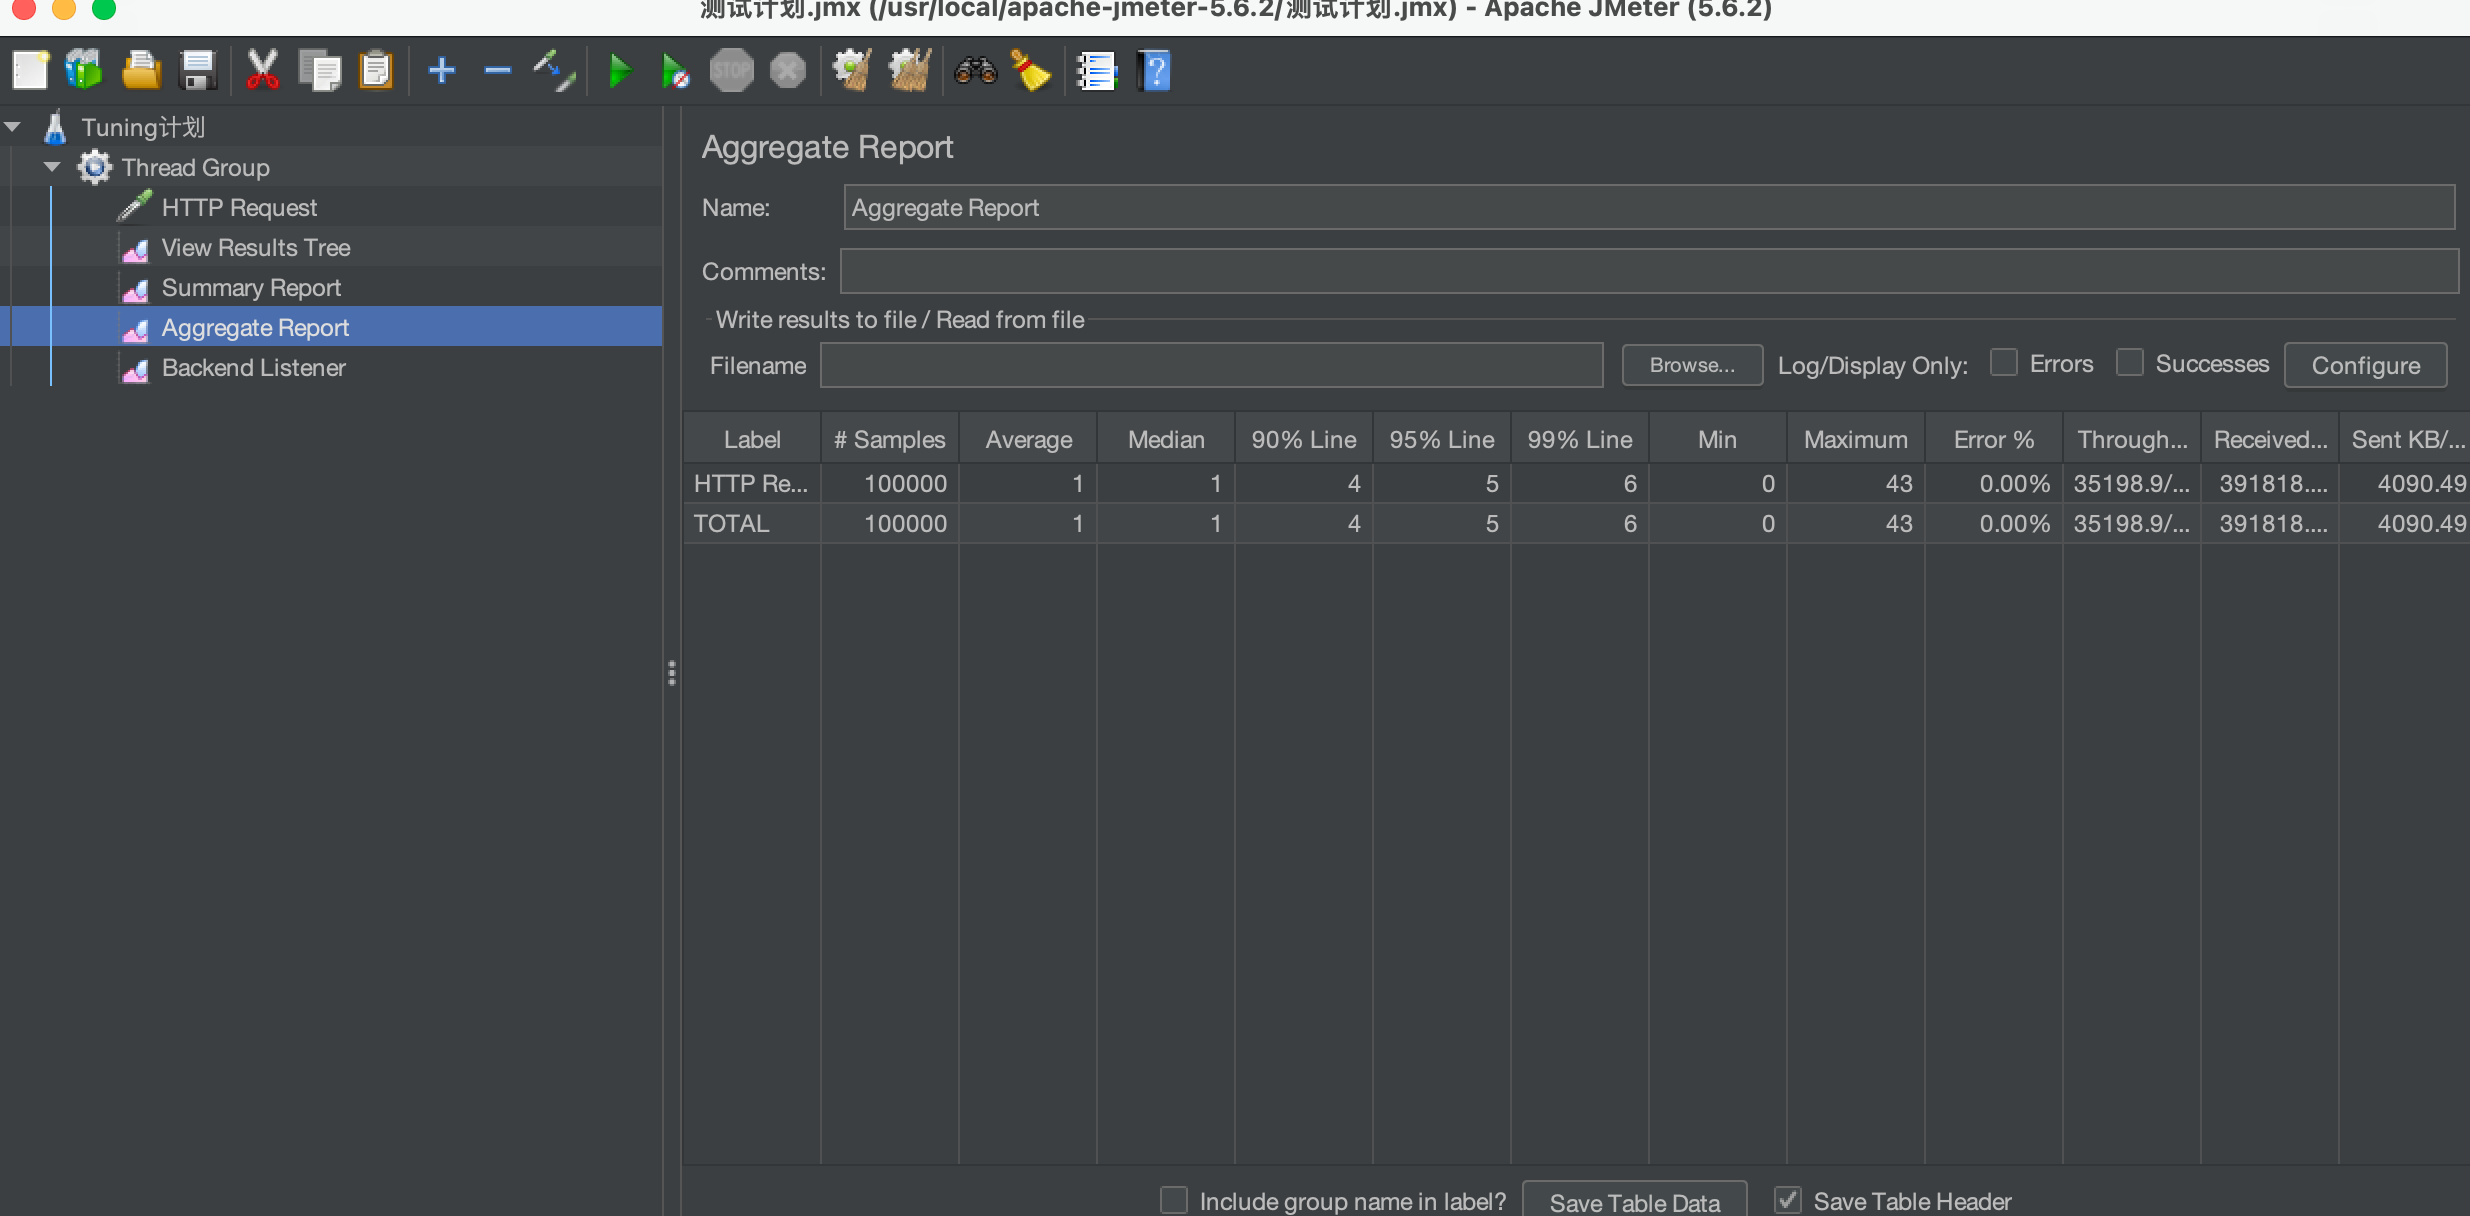 测试计划.jmx (/usr/local/apache-jmeter-5.6.2/测试计划.jmx) - Apache JMeter (5.6.2)
STOP
Tuning计划
Thread Group
HTTP Request
View Results Tree
Summary Report
Aggregate Report
Backend Listener
Aggregate Report
Name: Aggregate Report
Comments:
Write results to file / Read from file
Filename Browse... Log/Display Only: Errors Successes Configure
Label # Samples Average Median 90% Line 95% Line 99% Line Min Maximum Error % Through... Received... Sent KB/...
HTTP Re... 100000 1 1 4 5 6 0 43 0.00% 35198.9/... 391818.... 4090.49
TOTAL 100000 1 1 4 5 6 0 43 0.00% 35198.9/... 391818.... 4090.49
Include group name in label? Save Table Data Save Table Header